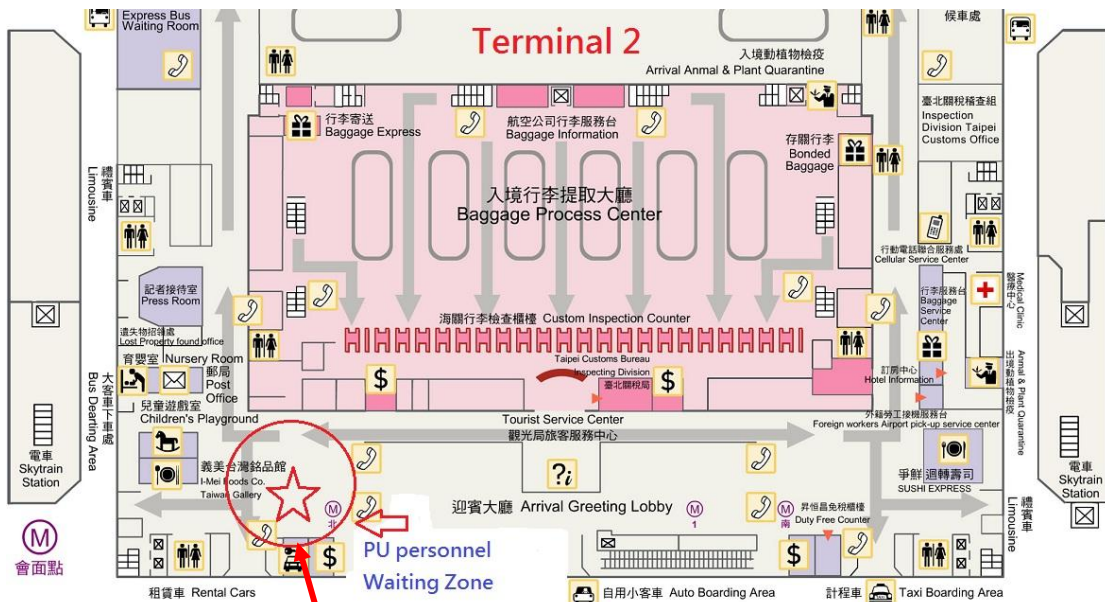 Express Bus
Waiting Room
Terminal 2
候車處
入境動植物檢疫
Arrival Anmal & Plant Quarantine
行李寄送
Baggage Express
航空公司行李服務台
Baggage Information
存關行李
Bonded
Baggage
臺北關稅稽查組
Inspection
Division Taipei
Customs Office
禮賓車
Limousine
入境行李提取大廳
Baggage Process Center
行動電話聯合服務處
Cellular Service Center
記者接待室
Press Room
行李服務台
Baggage
Service
Center
醫療中心
Medical Clinic
遺失物招領處
Lost Property found office
海關行李檢查櫃檯 Custom Inspection Counter
Taipei Customs Bureau
Inspecting Division
臺北關稅局
育嬰室 Nursery Room
郵局
Post
Office
訂房中心
Hotel Information
出境動植物檢疫
Anmal & Plant Quarantine
大客車下車處
Bus Dearting Area
兒童遊戲室
Children's Playground
$
$
Tourist Service Center
觀光局旅客服務中心
外籍勞工接機服務台
Foreign workers Airport pick-up service center
電車
Skytrain
Station
義美台灣銘品館
I-Mei Foods Co.
Taiwan Gallery
?i
爭鮮 迴轉壽司
SUSHI EXPRESS
電車
Skytrain
Station
M
北
迎賓大廳 Arrival Greeting Lobby
M
1
M
南
昇恒昌免稅櫃檯
Duty Free Counter
禮賓車
Limousine
M
會面點
$
PU personnel
Waiting Zone
$
租賃車 Rental Cars
自用小客車 Auto Boarding Area
計程車
Taxi Boarding Area